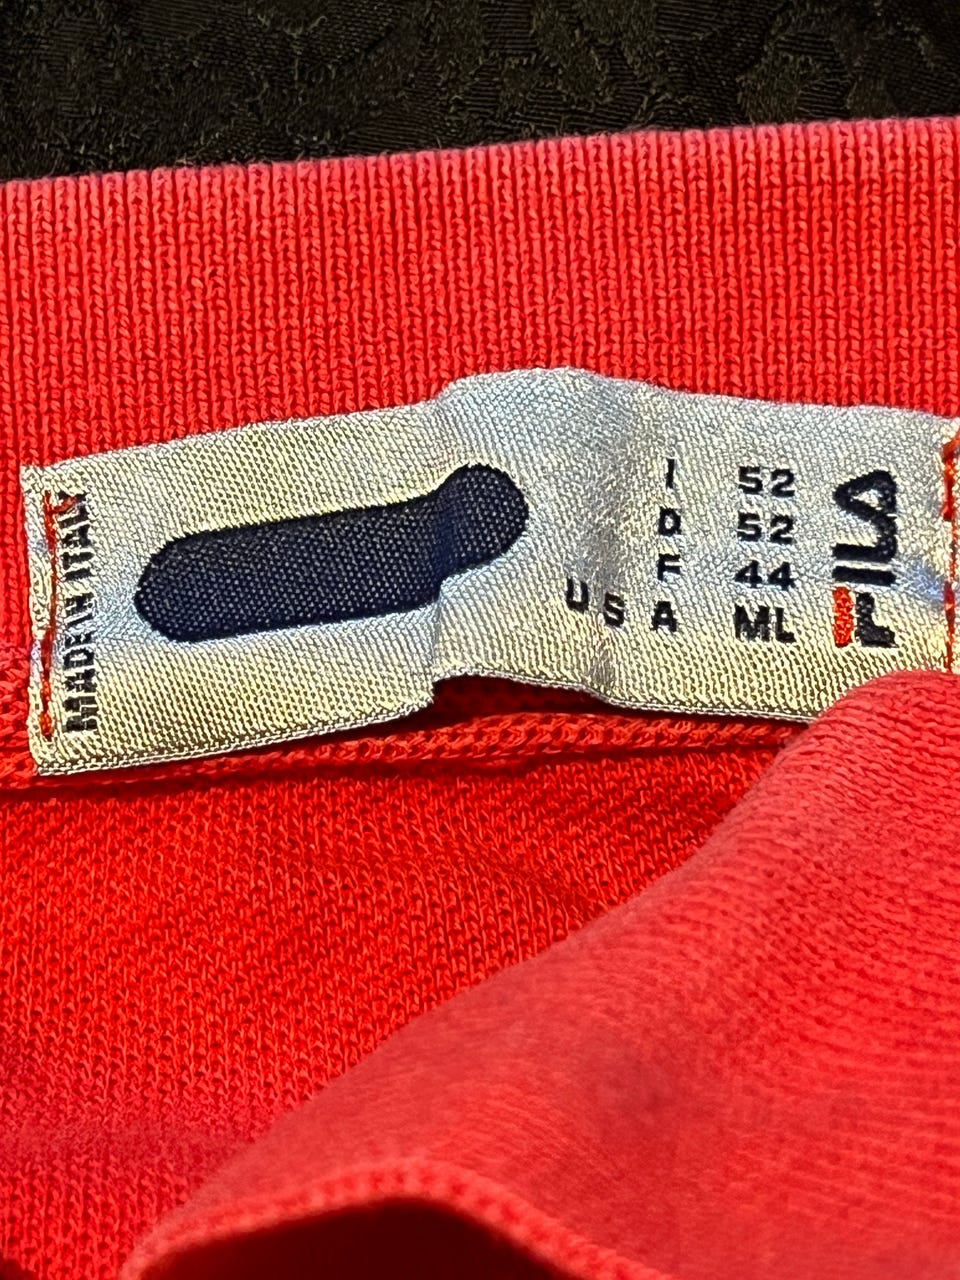 MADE IN ITALY
I 52
D 52
F 44
USA ML
FILA